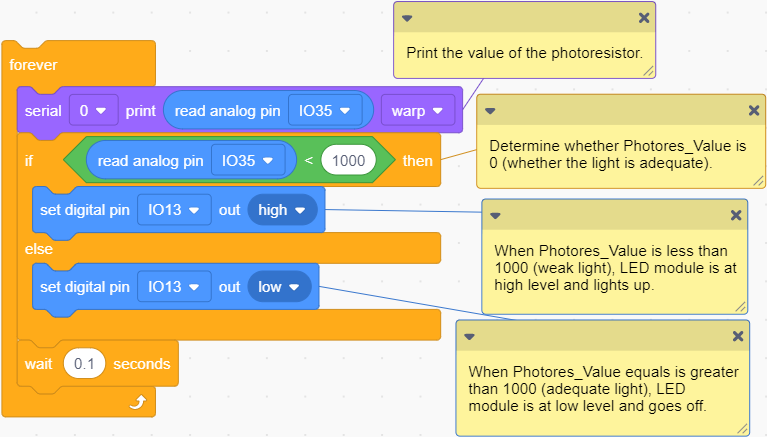 Print the value of the photoresistor.
forever
serial 0 print read analog pin IO35 warp
Determine whether Photores_Value is
0 (whether the light is adequate).
if read analog pin IO35 < 1000 then
set digital pin IO13 out high
When Photores_Value is less than
1000 (weak light), LED module is at
high level and lights up.
else
set digital pin IO13 out low
When Photores_Value equals is greater
than 1000 (adequate light), LED
module is at low level and goes off.
wait 0.1 seconds